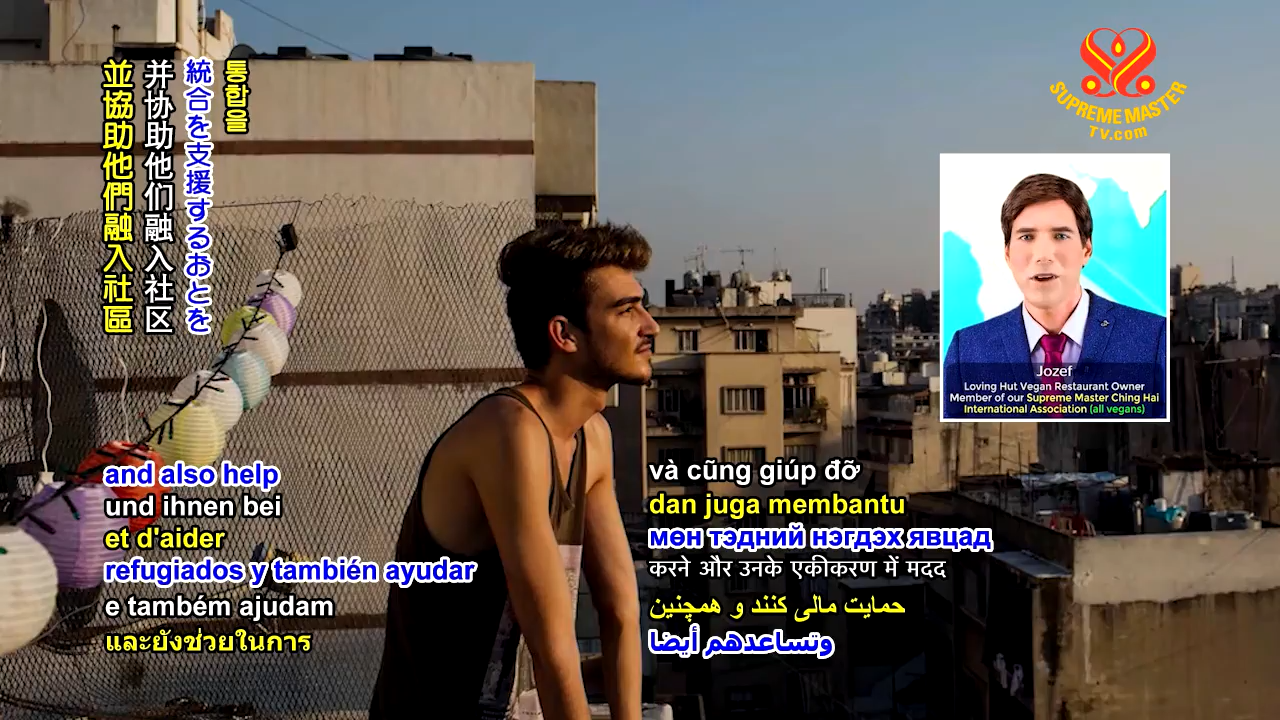 並協助他們融入社區
并协助他们融入社区
統合を支援するおとを
통합을
SUPREME MASTER
TV.com
Jozef
Loving Hut Vegan Restaurant Owner
Member of our Supreme Master Ching Hai
International Association (all vegans)
and also help
und ihnen bei
et d'aider
refugiados y también ayudar
e também ajudam
และยังช่วยในการ
và cũng giúp đỡ
dan juga membantu
мөн тэдний нэгдэх явцад
करने और उनके एकीकरण में मदद
حمایت مالی کنند و همچنین
وتساعدهم أيضا